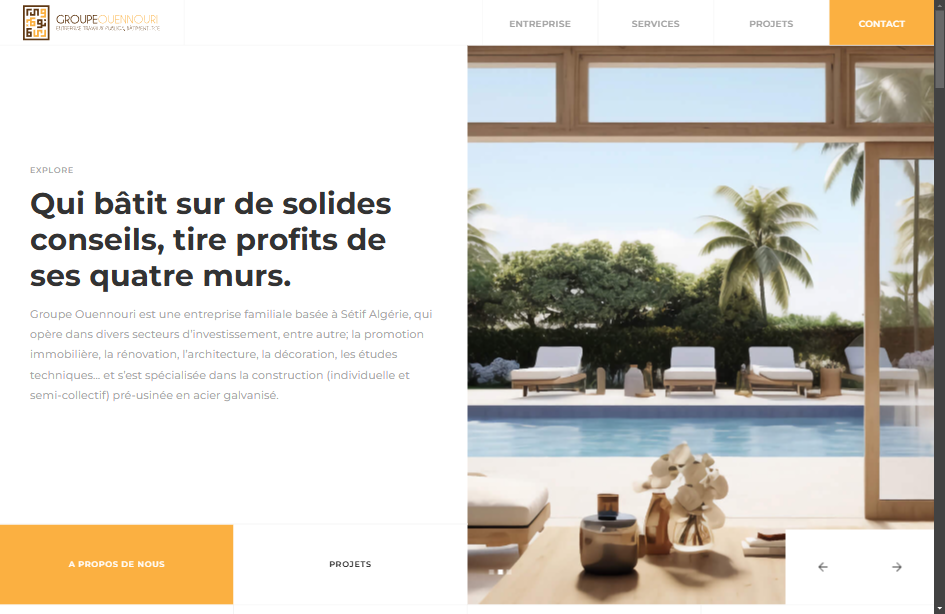 GROUPEOUENNOURI
ENTREPRISE TRAVAUX PUBLICS, BÂTIMENT, TCE
ENTREPRISE
SERVICES
PROJETS
CONTACT
EXPLORE
Qui bâtit sur de solides
conseils, tire profits de
ses quatre murs.
Groupe Ouennouri est une entreprise familiale basée à Sétif Algérie, qui
opère dans divers secteurs d'investissement, entre autre; la promotion
immobilière, la rénovation, l'architecture, la décoration, les études
techniques... et s'est spécialisée dans la construction (individuelle et
semi-collectif) pré-usinée en acier galvanisé.
A PROPOS DE NOUS
PROJETS